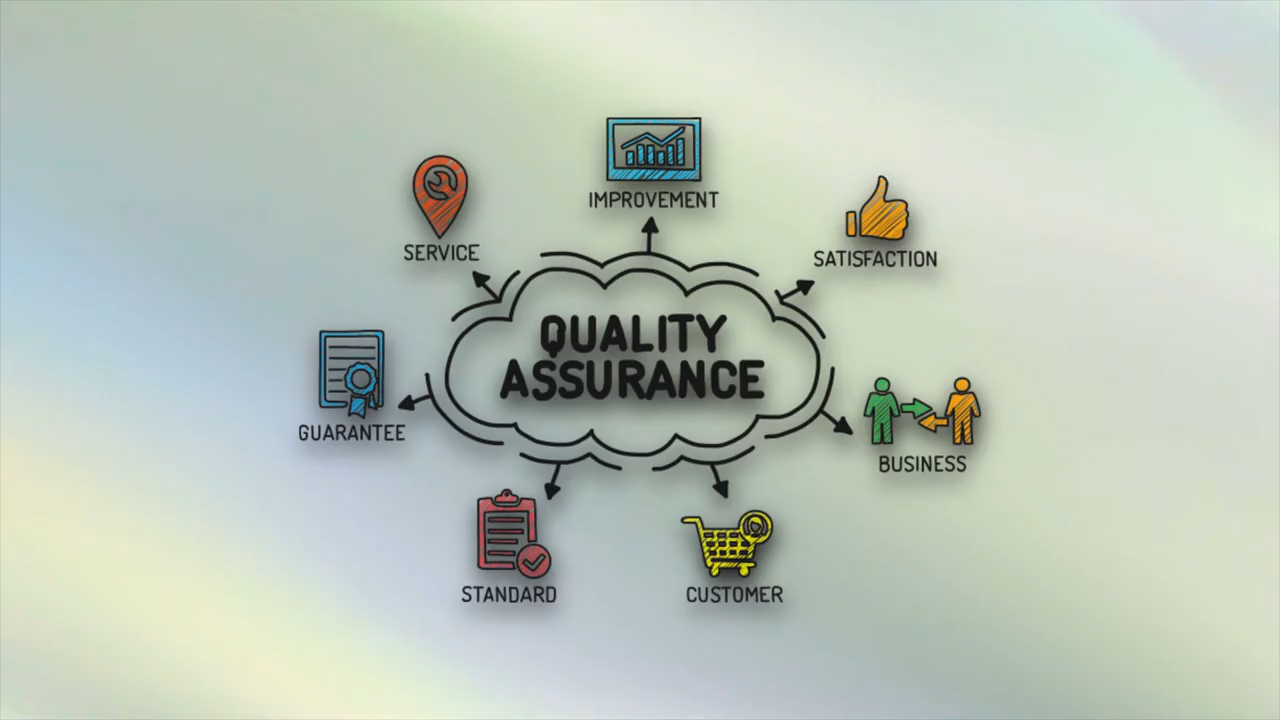 IMPROVEMENT
SERVICE
SATISFACTION
QUALITY
ASSURANCE
GUARANTEE
BUSINESS
STANDARD
CUSTOMER